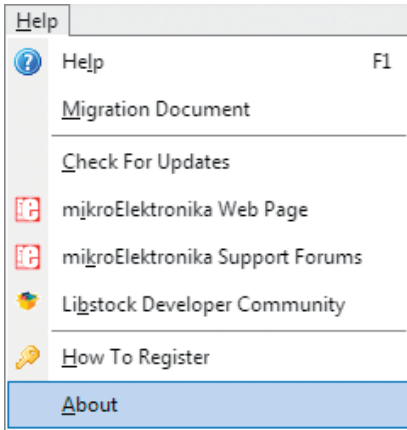 Help
Help F1
Migration Document
Check For Updates
mikroElektronika Web Page
mikroElektronika Support Forums
Libstock Developer Community
How To Register
About